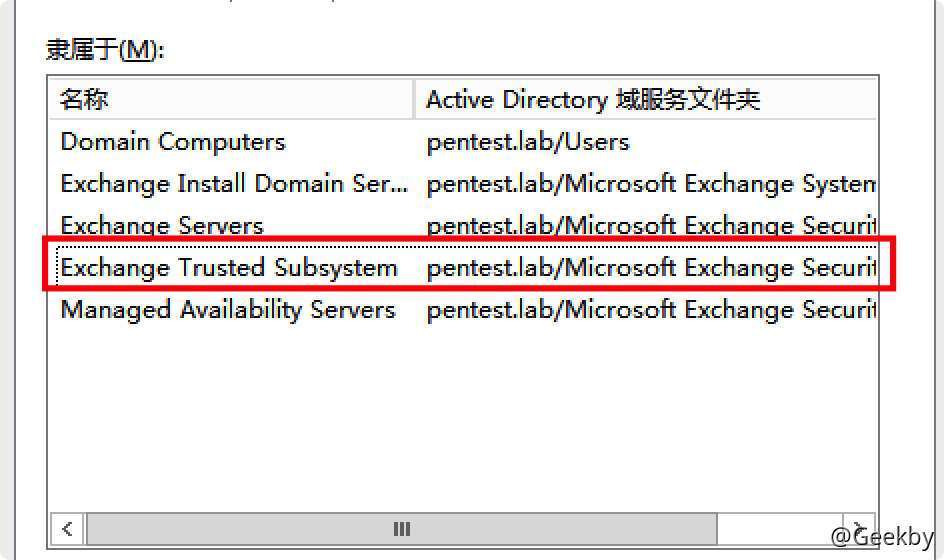 隶属于(M):
名称 Active Directory 域服务文件夹
Domain Computers pentest.lab/Users
Exchange Install Domain Ser... pentest.lab/Microsoft Exchange System
Exchange Servers pentest.lab/Microsoft Exchange Securit
Exchange Trusted Subsystem pentest.lab/Microsoft Exchange Securit
Managed Availability Servers pentest.lab/Microsoft Exchange Securit
@Geekby